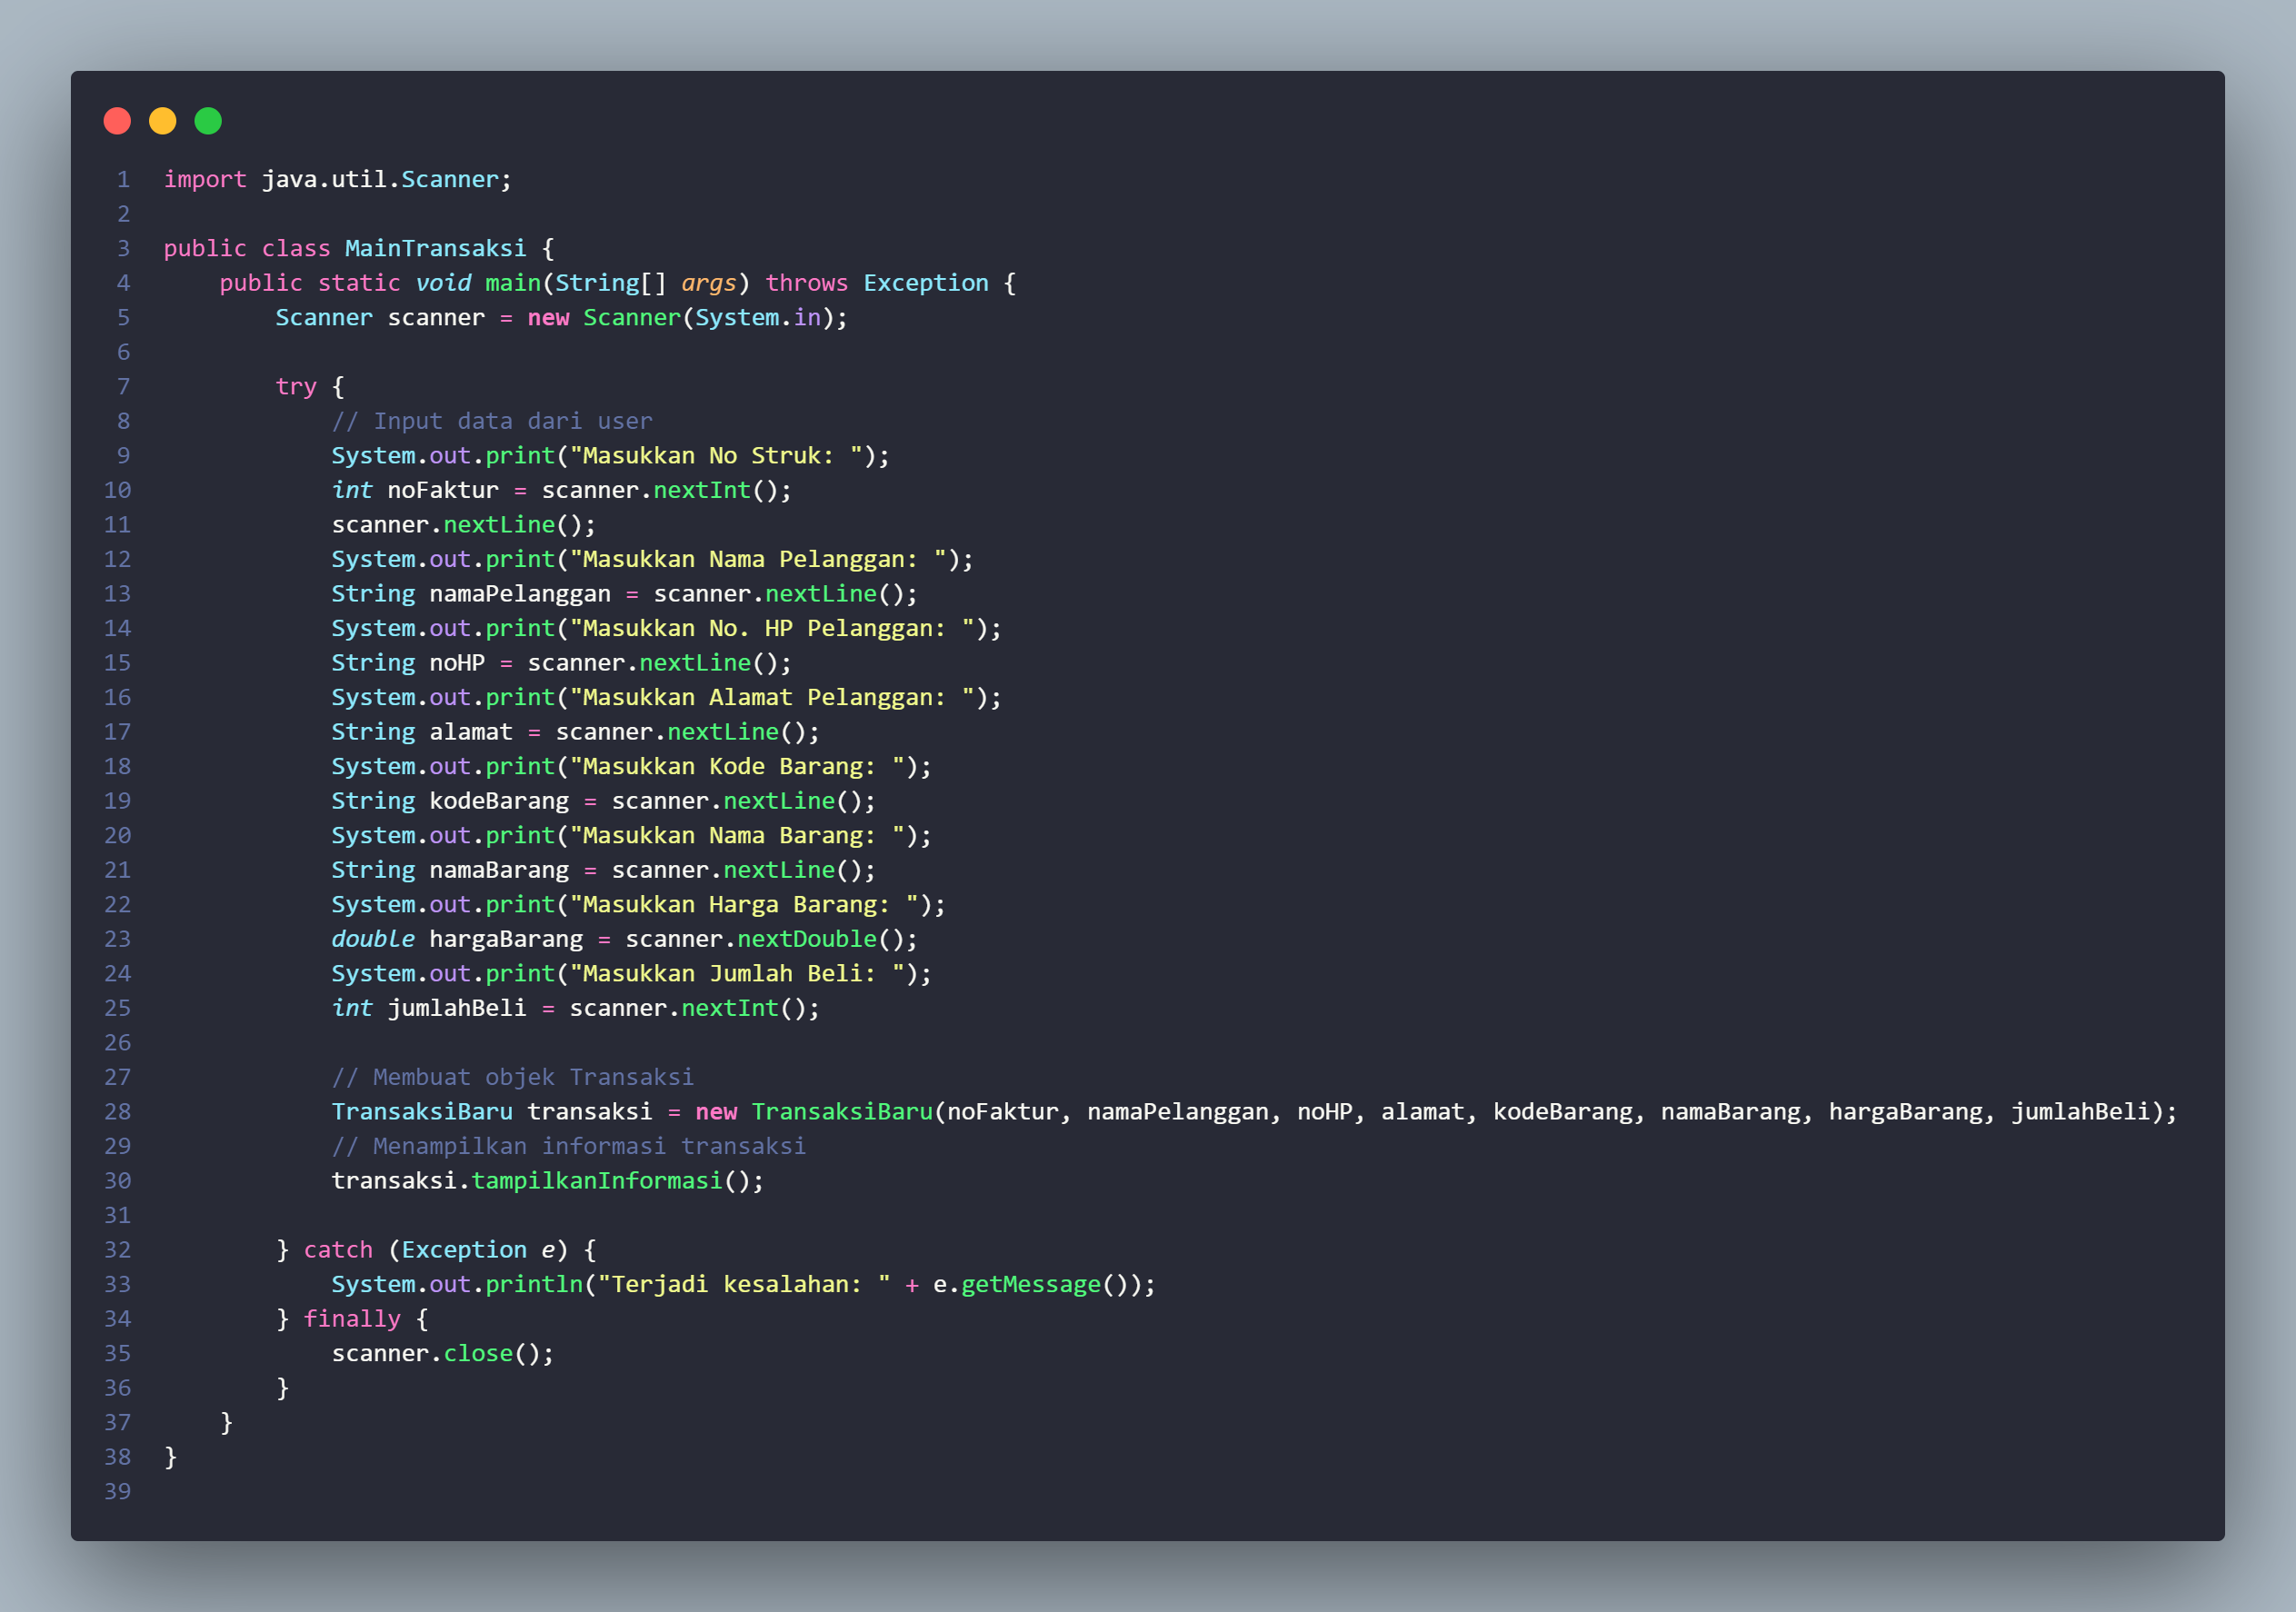 1 import java.util.Scanner;
2
3 public class MainTransaksi {
4     public static void main(String[] args) throws Exception {
5         Scanner scanner = new Scanner(System.in);
6
7         try {
8             // Input data dari user
9             System.out.print("Masukkan No Struk: ");
10             int noFaktur = scanner.nextInt();
11             scanner.nextLine();
12             System.out.print("Masukkan Nama Pelanggan: ");
13             String namaPelanggan = scanner.nextLine();
14             System.out.print("Masukkan No. HP Pelanggan: ");
15             String noHP = scanner.nextLine();
16             System.out.print("Masukkan Alamat Pelanggan: ");
17             String alamat = scanner.nextLine();
18             System.out.print("Masukkan Kode Barang: ");
19             String kodeBarang = scanner.nextLine();
20             System.out.print("Masukkan Nama Barang: ");
21             String namaBarang = scanner.nextLine();
22             System.out.print("Masukkan Harga Barang: ");
23             double hargaBarang = scanner.nextDouble();
24             System.out.print("Masukkan Jumlah Beli: ");
25             int jumlahBeli = scanner.nextInt();
26
27             // Membuat objek Transaksi
28             TransaksiBaru transaksi = new TransaksiBaru(noFaktur, namaPelanggan, noHP, alamat, kodeBarang, namaBarang, hargaBarang, jumlahBeli);
29             // Menampilkan informasi transaksi
30             transaksi.tampilkanInformasi();
31
32         } catch (Exception e) {
33             System.out.println("Terjadi kesalahan: " + e.getMessage());
34         } finally {
35             scanner.close();
36         }
37     }
38 }
39